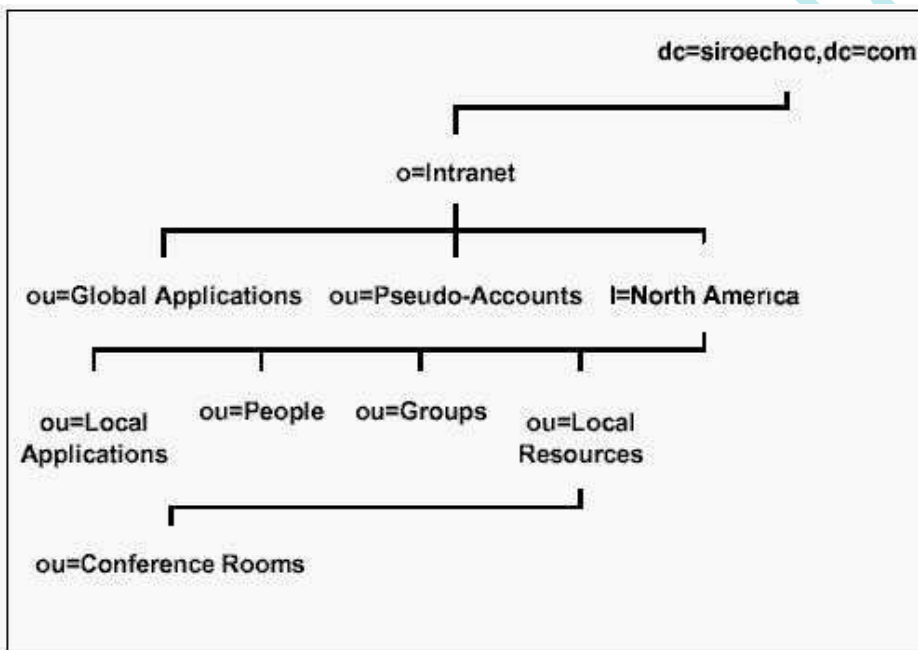 dc=siroechoc,dc=com
o=Intranet
ou=Global Applications
ou=Pseudo-Accounts
l=North America
ou=Local
Applications
ou=People
ou=Groups
ou=Local
Resources
ou=Conference Rooms